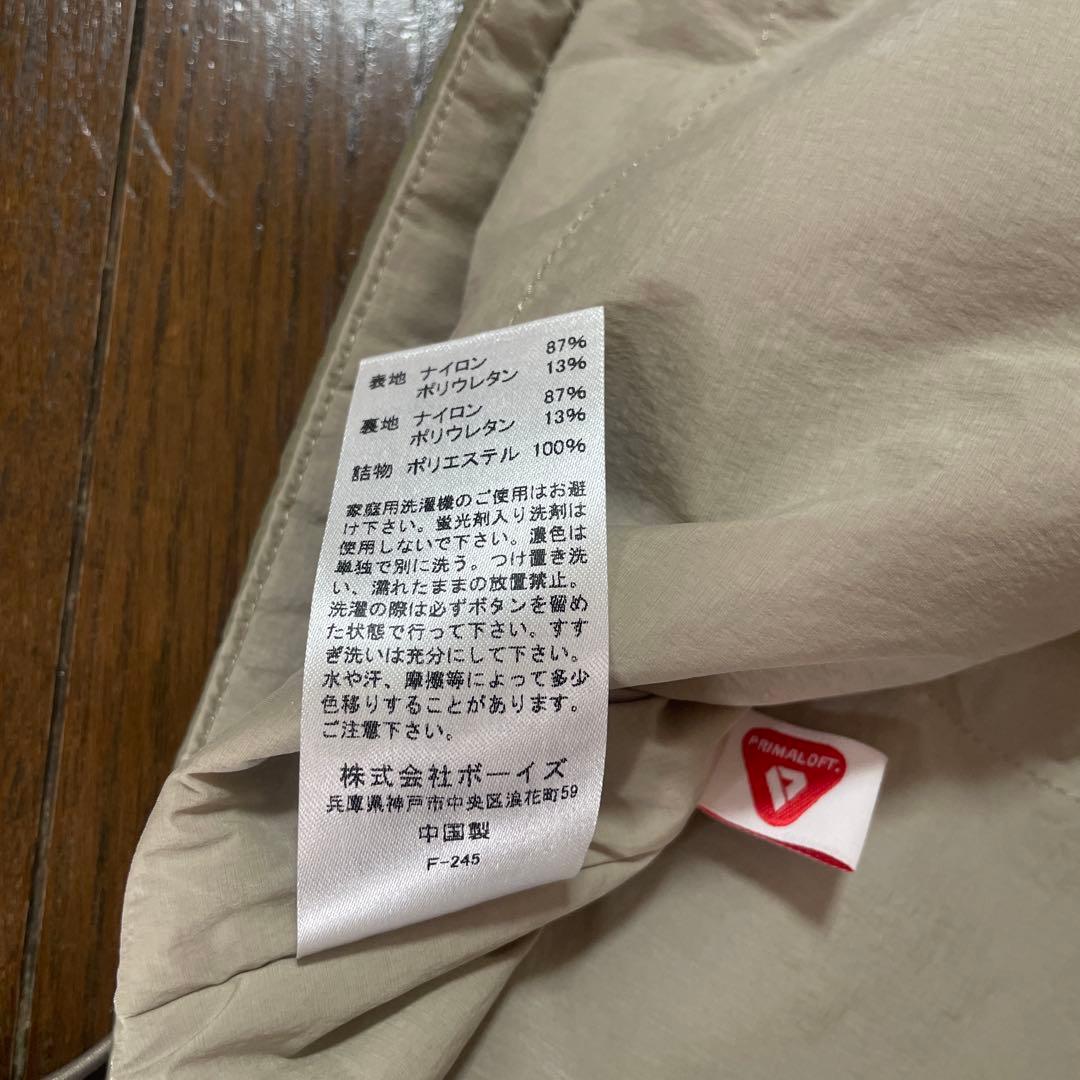 表地 ナイロン 87%
ポリウレタン 13%
裏地 ナイロン 87%
ポリウレタン 13%
詰物 ポリエステル 100%
家庭用洗濯機のご使用はお避
け下さい。蛍光剤入り洗剤は
使用しないで下さい。濃色は
単独で別に洗う。つけ置き洗
い、濡れたままの放置禁止。
洗濯の際は必ずボタンを留め
た状態で行って下さい。すす
ぎ洗いは充分にして下さい。
水や汗、摩擦等によって多少
色移りすることがあります。
ご注意下さい。
株式会社ボーイズ
兵庫県神戸市中央区浪花町59
中国製
F-245
PRIMALOFT.